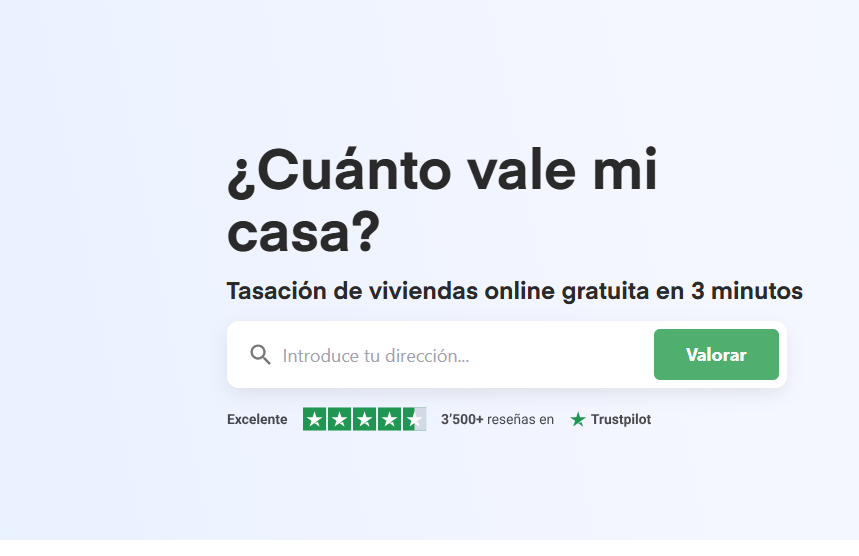 ¿Cuánto vale mi
casa?
Tasación de viviendas online gratuita en 3 minutos
Introduce tu dirección...
Valorar
Excelente 3’500+ reseñas en Trustpilot